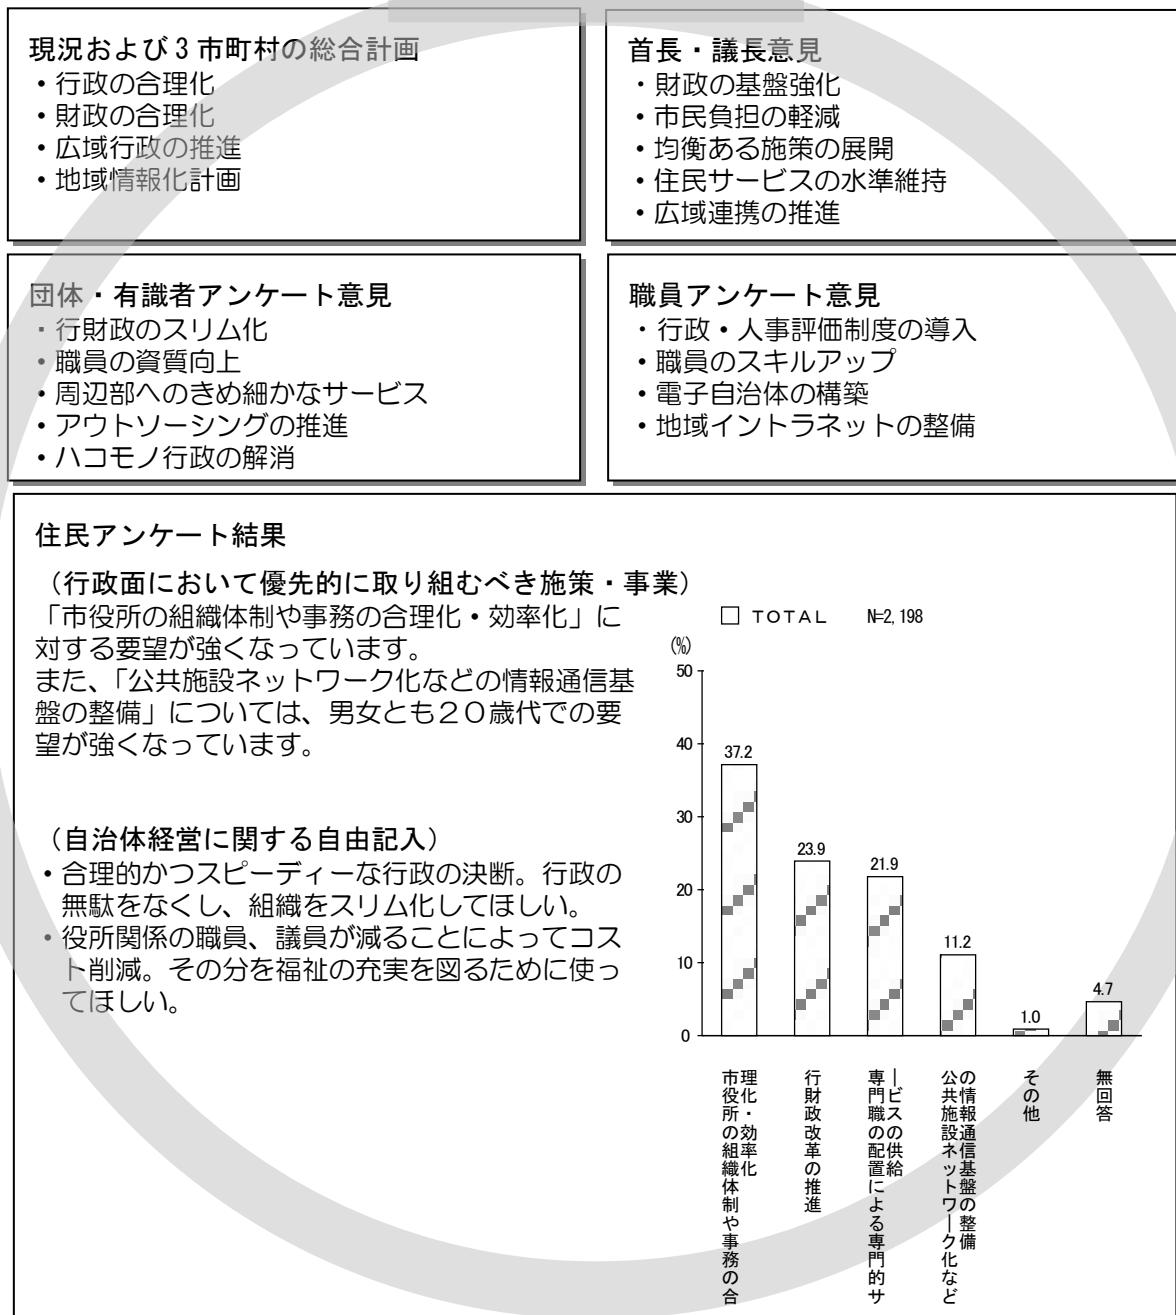 現況および3市町村の総合計画
・行政の合理化
・財政の合理化
・広域行政の推進
・地域情報化計画
首長・議長意見
・財政の基盤強化
・市民負担の軽減
・均衡ある施策の展開
・住民サービスの水準維持
・広域連携の推進
団体・有識者アンケート意見
・行財政のスリム化
・職員の資質向上
・周辺部へのきめ細かなサービス
・アウトソーシングの推進
・ハコモノ行政の解消
職員アンケート意見
・行政・人事評価制度の導入
・職員のスキルアップ
・電子自治体の構築
・地域イントラネットの整備
住民アンケート結果
（行政面において優先的に取り組むべき施策・事業）
「市役所の組織体制や事務の合理化・効率化」に
対する要望が強くなっています。
また、「公共施設ネットワーク化などの情報通信基
盤の整備」については、男女とも２０歳代での要
望が強くなっています。
（自治体経営に関する自由記入）
・合理的かつスピーディーな行政の決断。行政の
無駄をなくし、組織をスリム化してほしい。
・役所関係の職員、議員が減ることによってコス
ト削減。その分を福祉の充実を図るために使っ
てほしい。
□ ＴＯＴＡＬ N=2,198
(%)
50
40
30
20
10
0
37.2
23.9
21.9
11.2
1.0
4.7
市役所の組織体制や事務の合
理化・効率化
行財政改革の推進
専門職の配置による専門的サ
ービスの供給
公共施設ネットワーク化など
の情報通信基盤の整備
その他
無回答